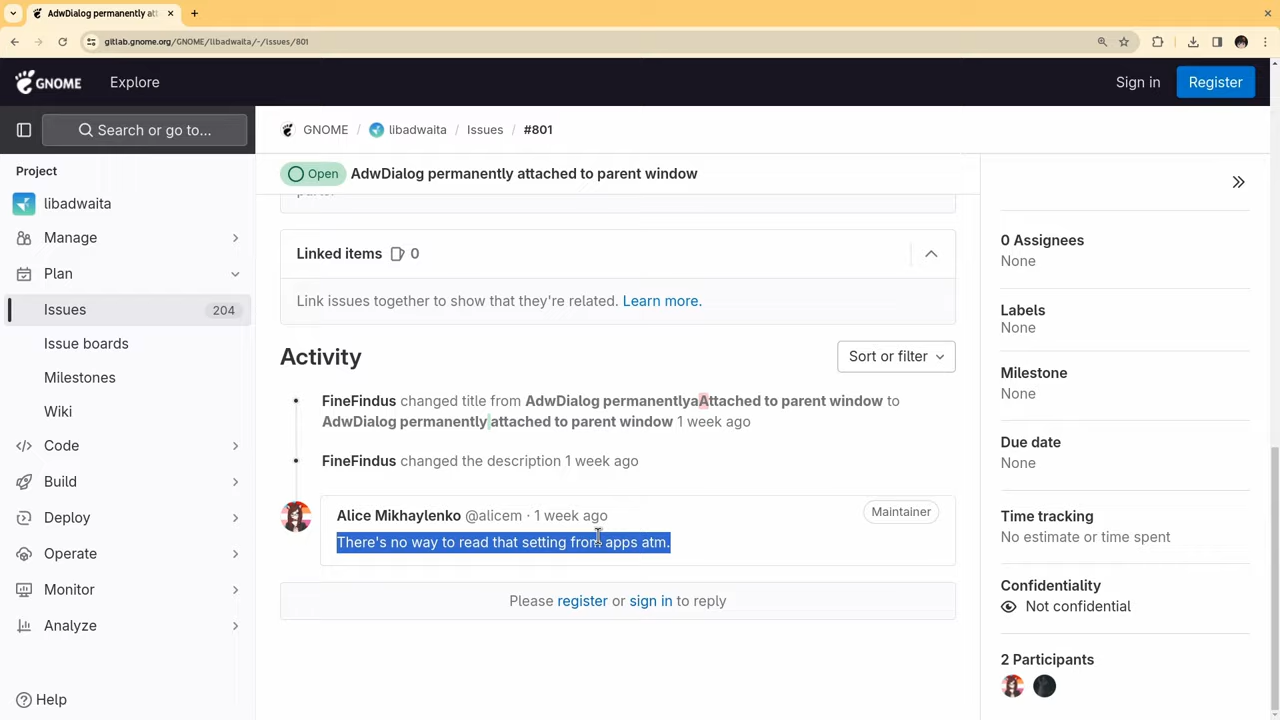 AdwDialog permanently att
gitlab.gnome.org/GNOME/libadwaita/-/issues/801
GNOME
Explore
Sign in
Register
Search or go to...
GNOME / libadwaita / Issues / #801
Project
Open AdwDialog permanently attached to parent window
libadwaita
Manage
Plan
Issues 204
Issue boards
Milestones
Wiki
Code
Build
Deploy
Operate
Monitor
Analyze
Help
Linked items 0
Link issues together to show that they're related. Learn more.
Activity
Sort or filter
FineFindus changed title from AdwDialog permanentlyaAttached to parent window to
AdwDialog permanently attached to parent window 1 week ago
FineFindus changed the description 1 week ago
Alice Mikhaylenko @alicem · 1 week ago
Maintainer
There's no way to read that setting from apps atm.
Please register or sign in to reply
0 Assignees
None
Labels
None
Milestone
None
Due date
None
Time tracking
No estimate or time spent
Confidentiality
Not confidential
2 Participants